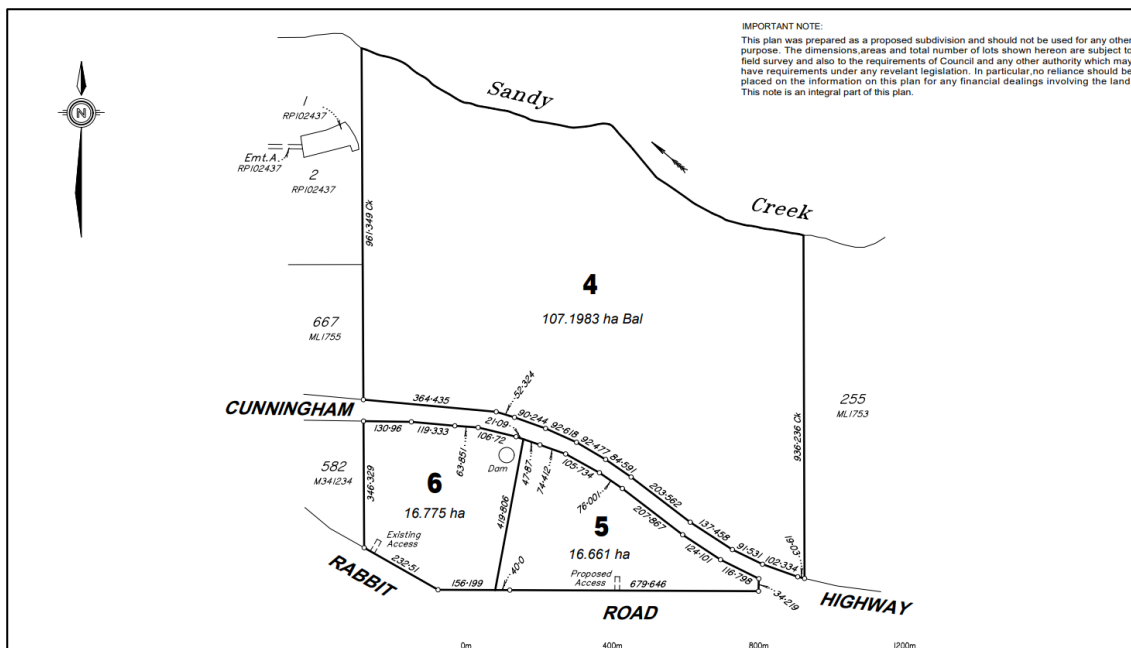 IMPORTANT NOTE:
This plan was prepared as a proposed subdivision and should not be used for any other
purpose. The dimensions,areas and total number of lots shown hereon are subject to
field survey and also to the requirements of Council and any other authority which may
have requirements under any revelant legislation. In particular,no reliance should be
placed on the information on this plan for any financial dealings involving the land.
This note is an integral part of this plan.
N
Sandy
Creek
1
RP102437
Emt.A.
RP102437
2
RP102437
961·349 Ck
4
107.1983 ha Bal
667
ML1755
255
ML1753
936·236 Ck
CUNNINGHAM
364·435
52·324
90·244
92·618
92·477
84·591
203·562
137·458
91·531
102·334
19·03
130·96
119·333
63·851
106·72
21·09
47·87
74·412
105·734
76·001
207·867
124·101
116·798
34·219
HIGHWAY
582
M341234
346·329
6
16.775 ha
Dam
419·806
5
16.661 ha
Existing
Access
Proposed
Access
RABBIT
232·51
156·199
40·0
679·646
ROAD
0m
400m
800m
1200m